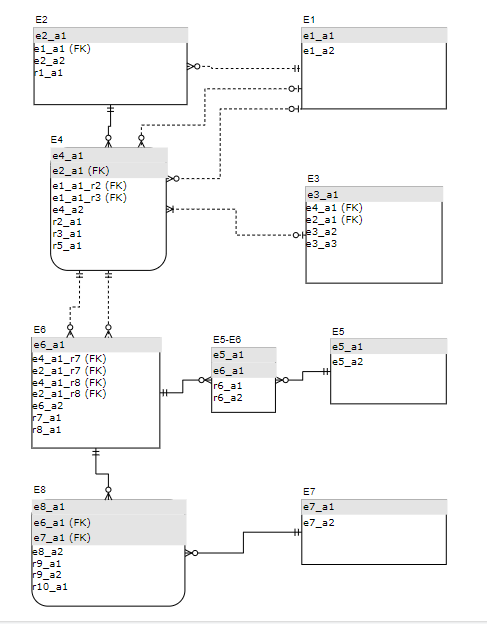 E2
e2_a1
e1_a1 (FK)
e2_a2
r1_a1
E1
e1_a1
e1_a2
E4
e4_a1
e2_a1 (FK)
e1_a1_r2 (FK)
e1_a1_r3 (FK)
e4_a2
r2_a1
r3_a1
r5_a1
E3
e3_a1
e4_a1 (FK)
e2_a1 (FK)
e3_a2
e3_a3
E6
e6_a1
e4_a1_r7 (FK)
e2_a1_r7 (FK)
e4_a1_r8 (FK)
e2_a1_r8 (FK)
e6_a2
r7_a1
r8_a1
E5-E6
e5_a1
e6_a1
r6_a1
r6_a2
E5
e5_a1
e5_a2
E8
e8_a1
e6_a1 (FK)
e7_a1 (FK)
e8_a2
r9_a1
r9_a2
r10_a1
E7
e7_a1
e7_a2